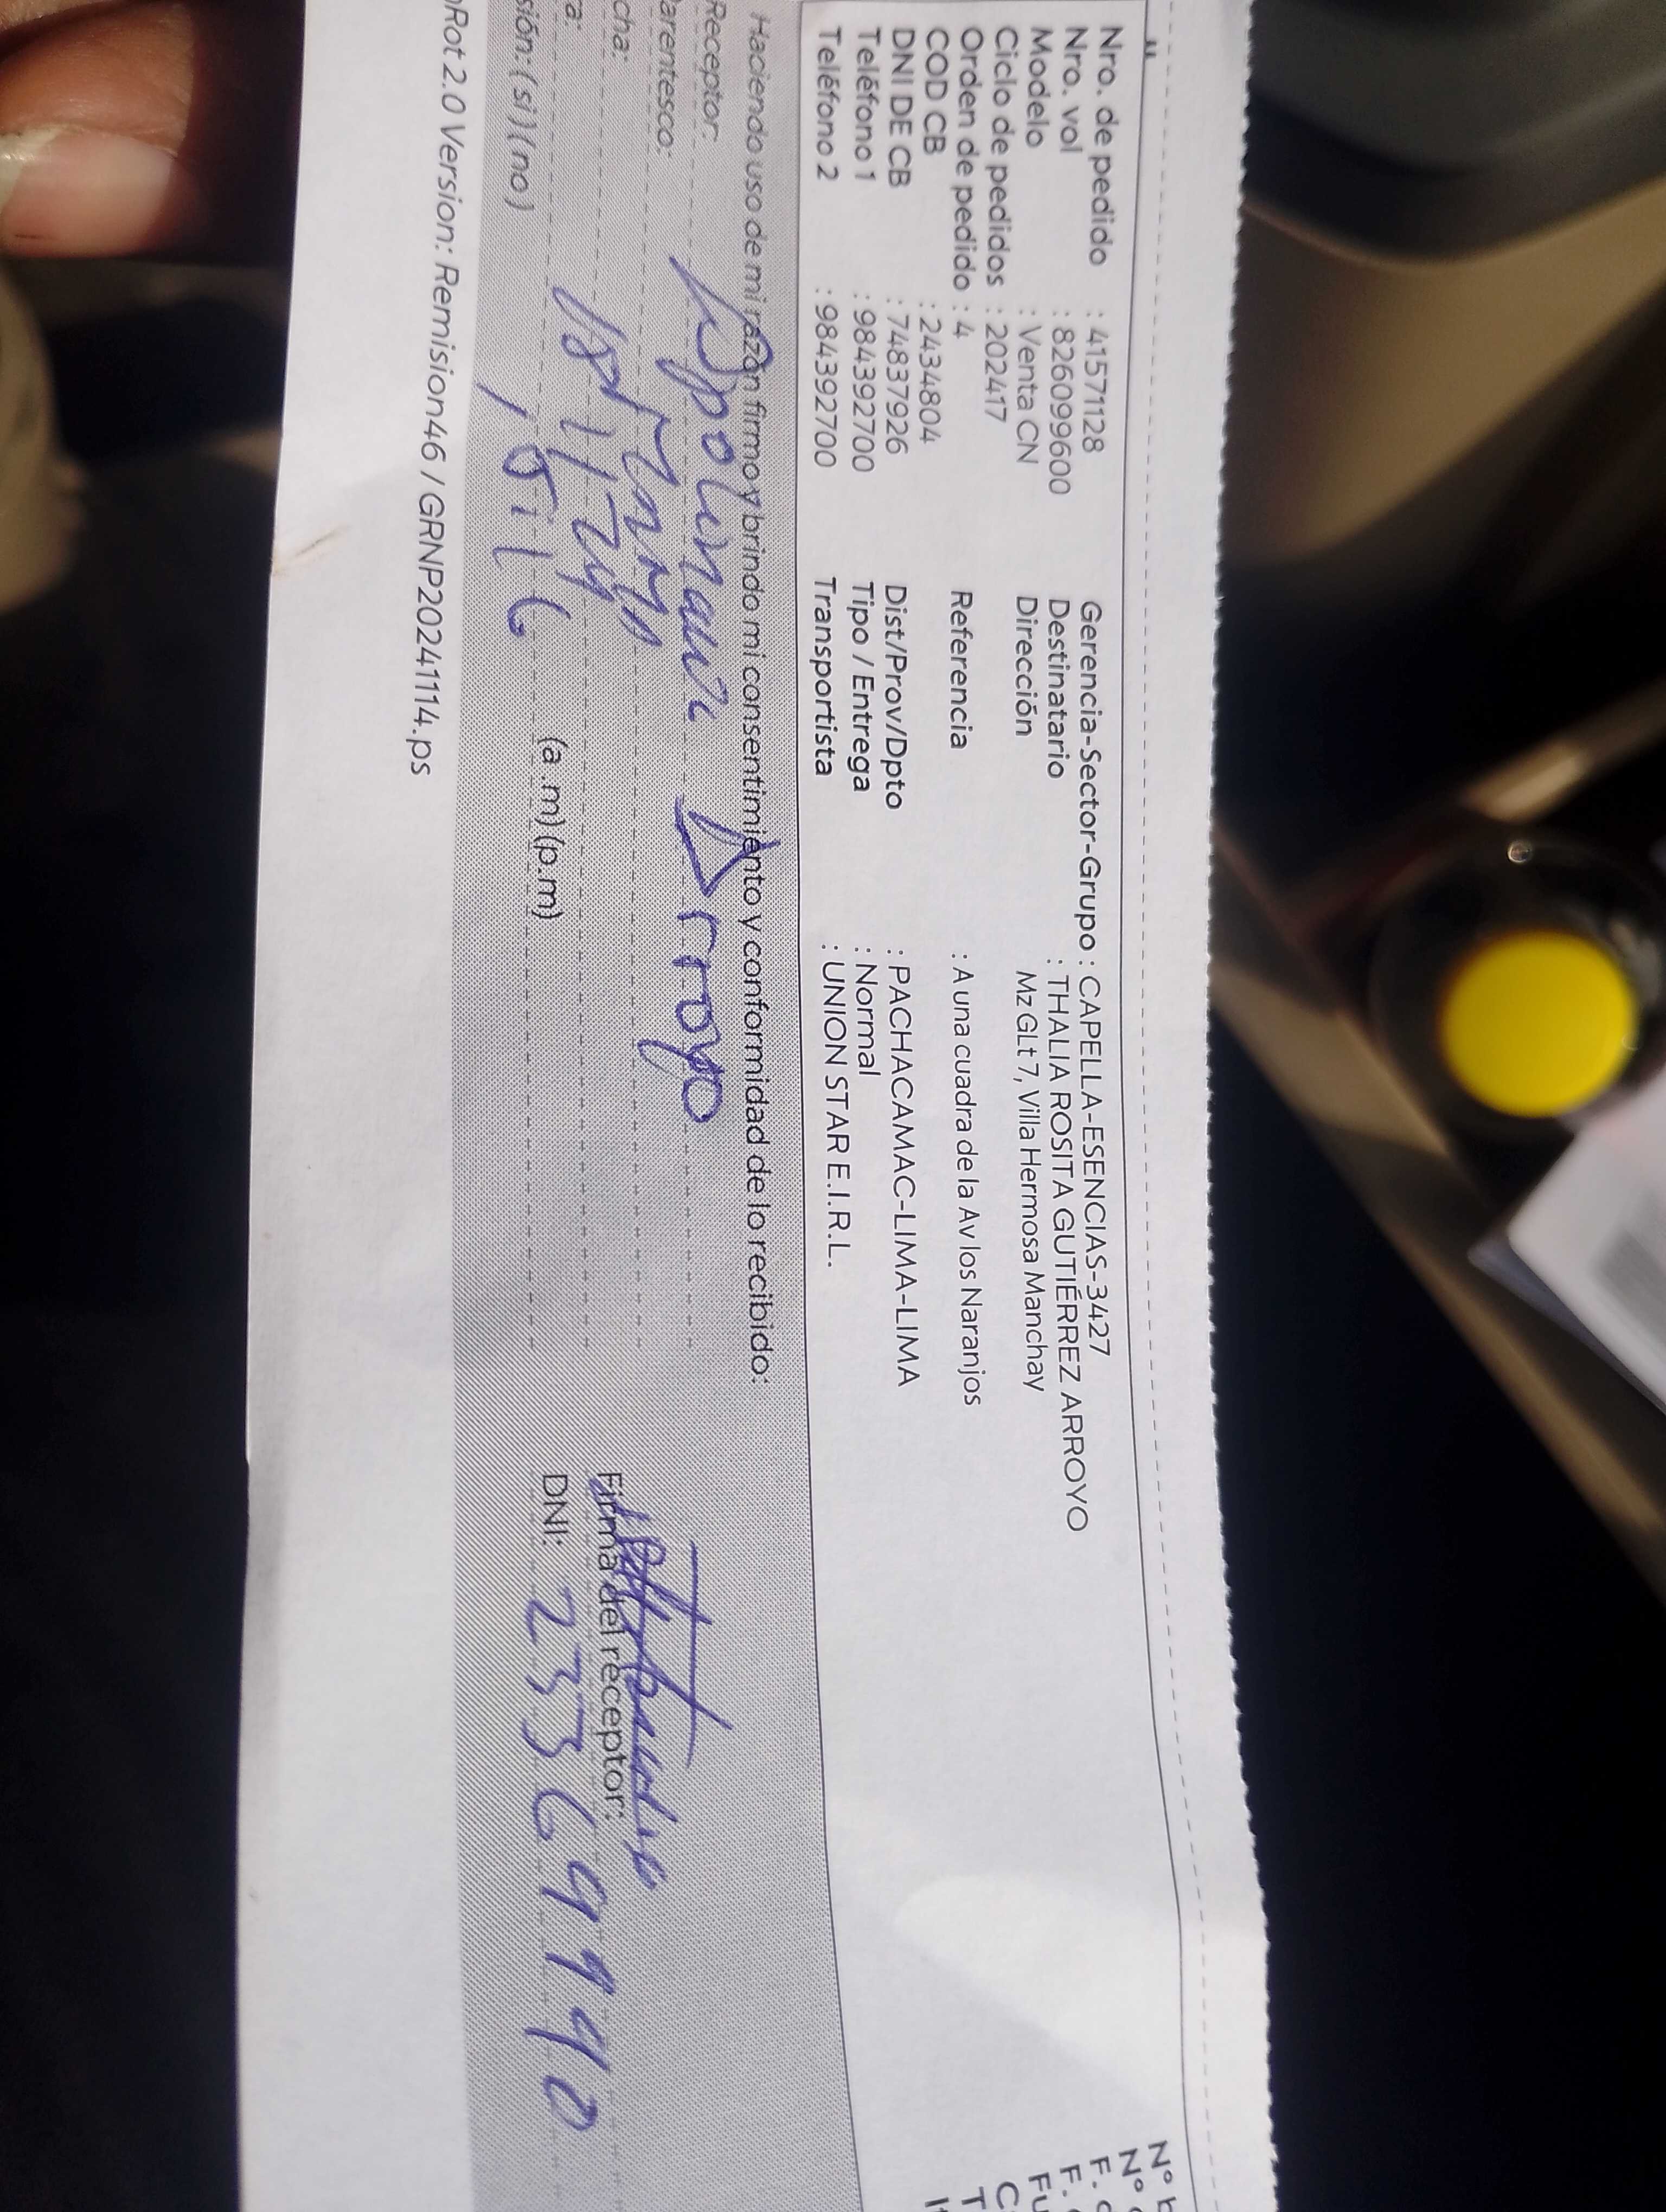 Nro. de pedido : 41571128
Nro. vol : 826099600
Modelo : Venta CN
Ciclo de pedidos : 202417
Orden de pedido : 4
COD CB : 2434804
DNI DE CB : 74837926
Teléfono 1 : 984392700
Teléfono 2 : 984392700
Gerencia-Sector-Grupo : CAPELLA-ESENCIAS-3427
Destinatario : THALIA ROSITA GUTIÉRREZ ARROYO
Dirección Mz G Lt 7, Villa Hermosa Manchay
Referencia : A una cuadra de la Av los Naranjos
Dist/Prov/Dpto : PACHACAMAC-LIMA-LIMA
Tipo / Entrega : Normal
Transportista : UNION STAR E.I.R.L.
Haciendo uso de mi razón firmo y brindo mi consentimiento y conformidad de lo recibido:
Receptor: Arroyo
arentesco:
cha:
a: (a.m)(p.m)
sión: (si)(no)
Firma del receptor:
DNI: 23369990
Rot 2.0 Version: Remision46 / GRNP20241114.ps